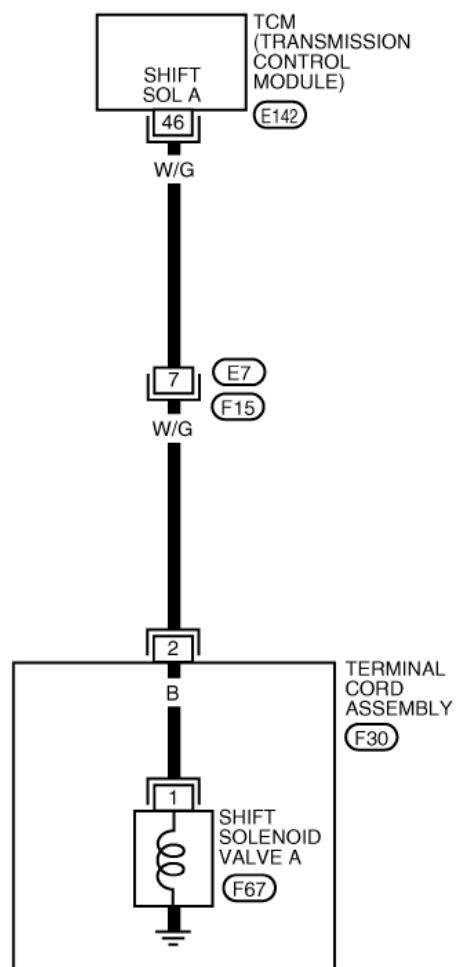 TCM
(TRANSMISSION
CONTROL
MODULE)
E142
SHIFT
SOL A
46
W/G
7
E7
F15
W/G
2
TERMINAL
CORD
ASSEMBLY
F30
B
1
SHIFT
SOLENOID
VALVE A
F67